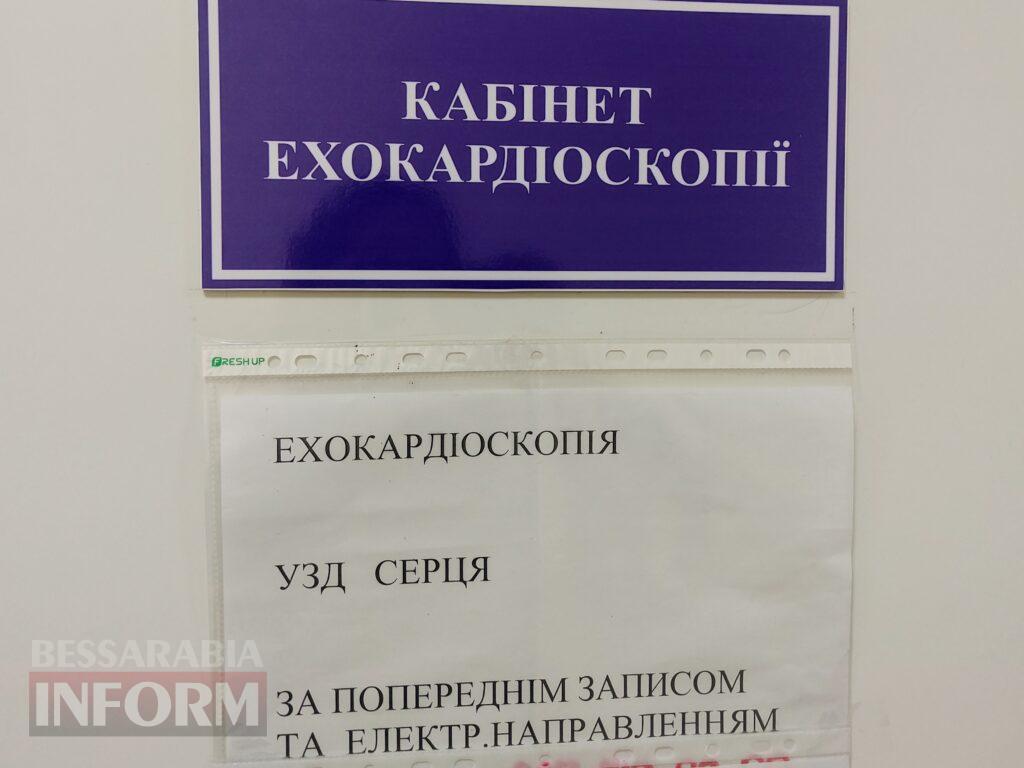 КАБІНЕТ
ЕХОКАРДІОСКОПІЇ
FRESH UP
ЕХОКАРДІОСКОПІЯ
УЗД СЕРЦЯ
ЗА ПОПЕРЕДНІМ ЗАПИСОМ
ТА ЕЛЕКТР.НАПРАВЛЕННЯМ
BESSARABIA
INFORM